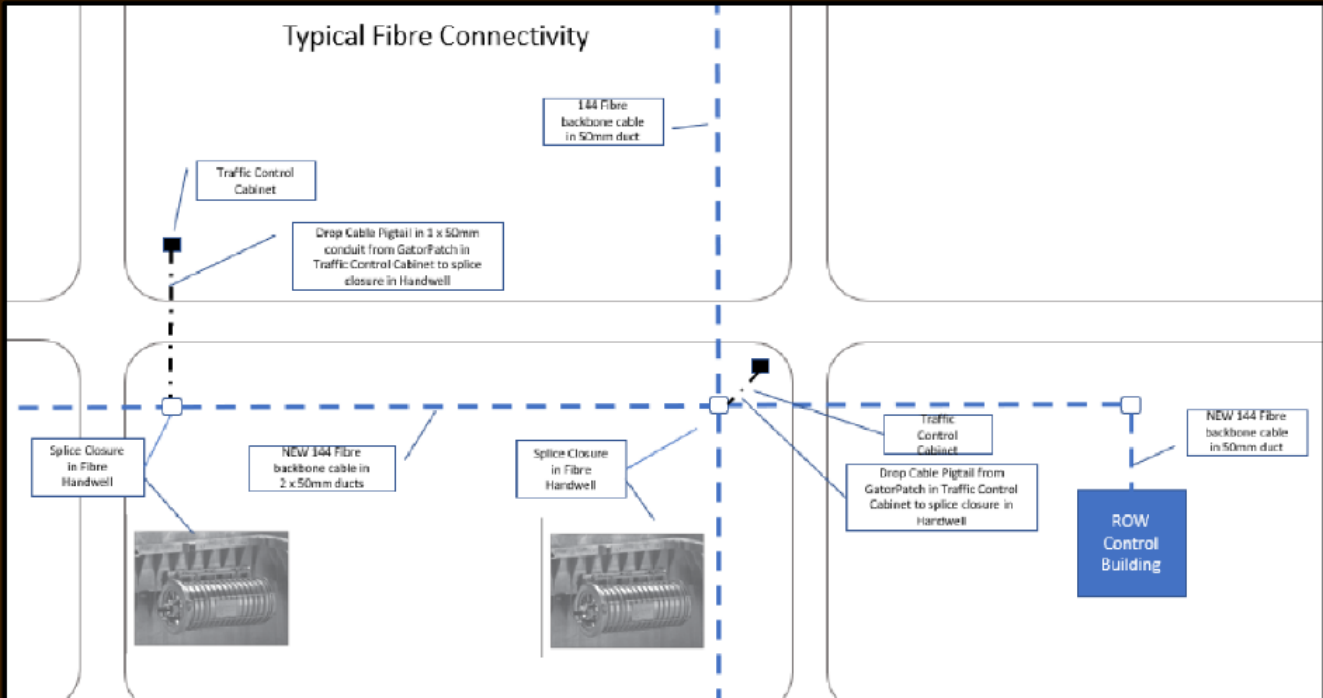 Typical Fibre Connectivity
144 Fibre
backbone cable
in 50mm duct
Traffic Control
Cabinet
Drop Cable Pigtail in 1 x 50mm
conduit from GatorPatch in
Traffic Control Cabinet to splice
closure in Handwell
Splice Closure
in Fibre
Handwell
NEW 144 Fibre
backbone cable in
2 x 50mm ducts
Splice Closure
in Fibre
Handwell
Traffic
Control
Cabinet
Drop Cable Pigtail from
GatorPatch in Traffic Control
Cabinet to splice closure in
Handwell
NEW 144 Fibre
backbone cable
in 50mm duct
ROW
Control
Building